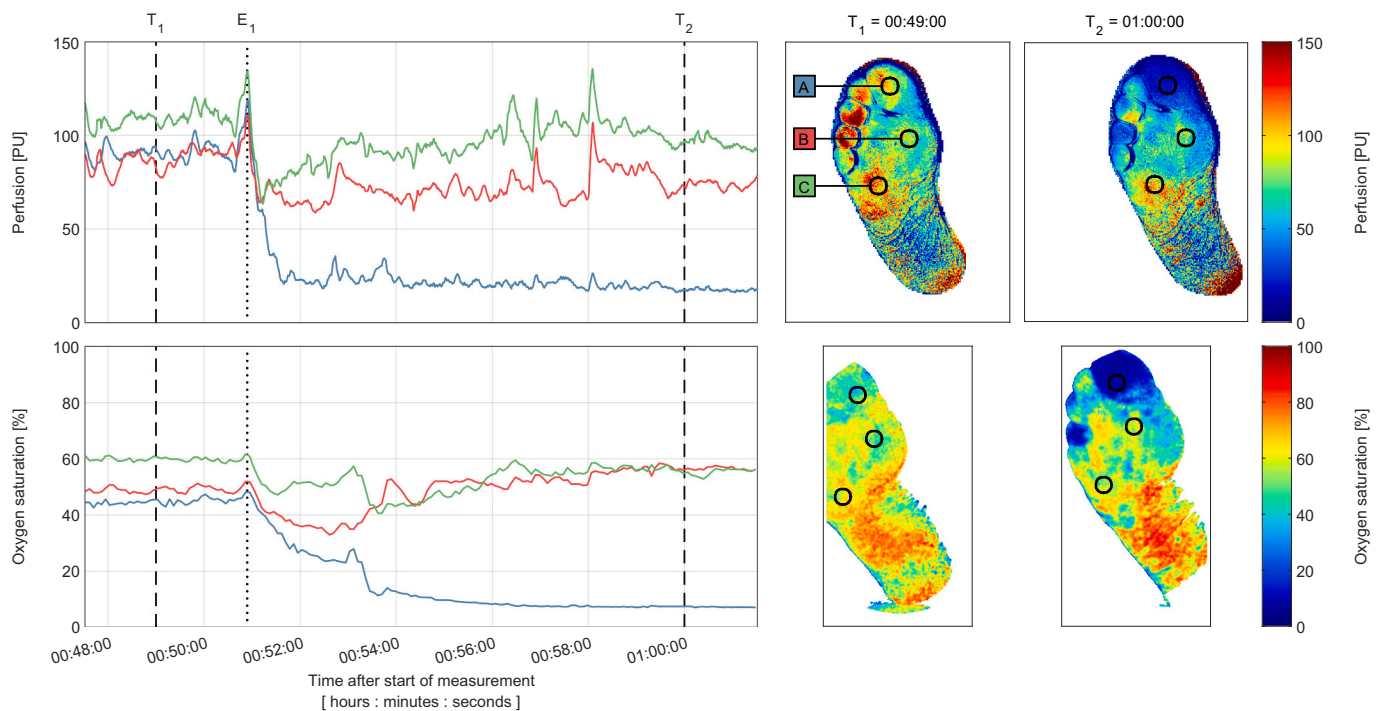 T1 E1 T2
T1 = 00:49:00
T2 = 01:00:00
150
100
50
0
Perfusion [PU]
A
B
C
150
100
50
0
Perfusion [PU]
100
80
60
40
20
0
Oxygen saturation [%]
00:48:00 00:50:00 00:52:00 00:54:00 00:56:00 00:58:00 01:00:00
Time after start of measurement
[ hours : minutes : seconds ]
100
80
60
40
20
0
Oxygen saturation [%]